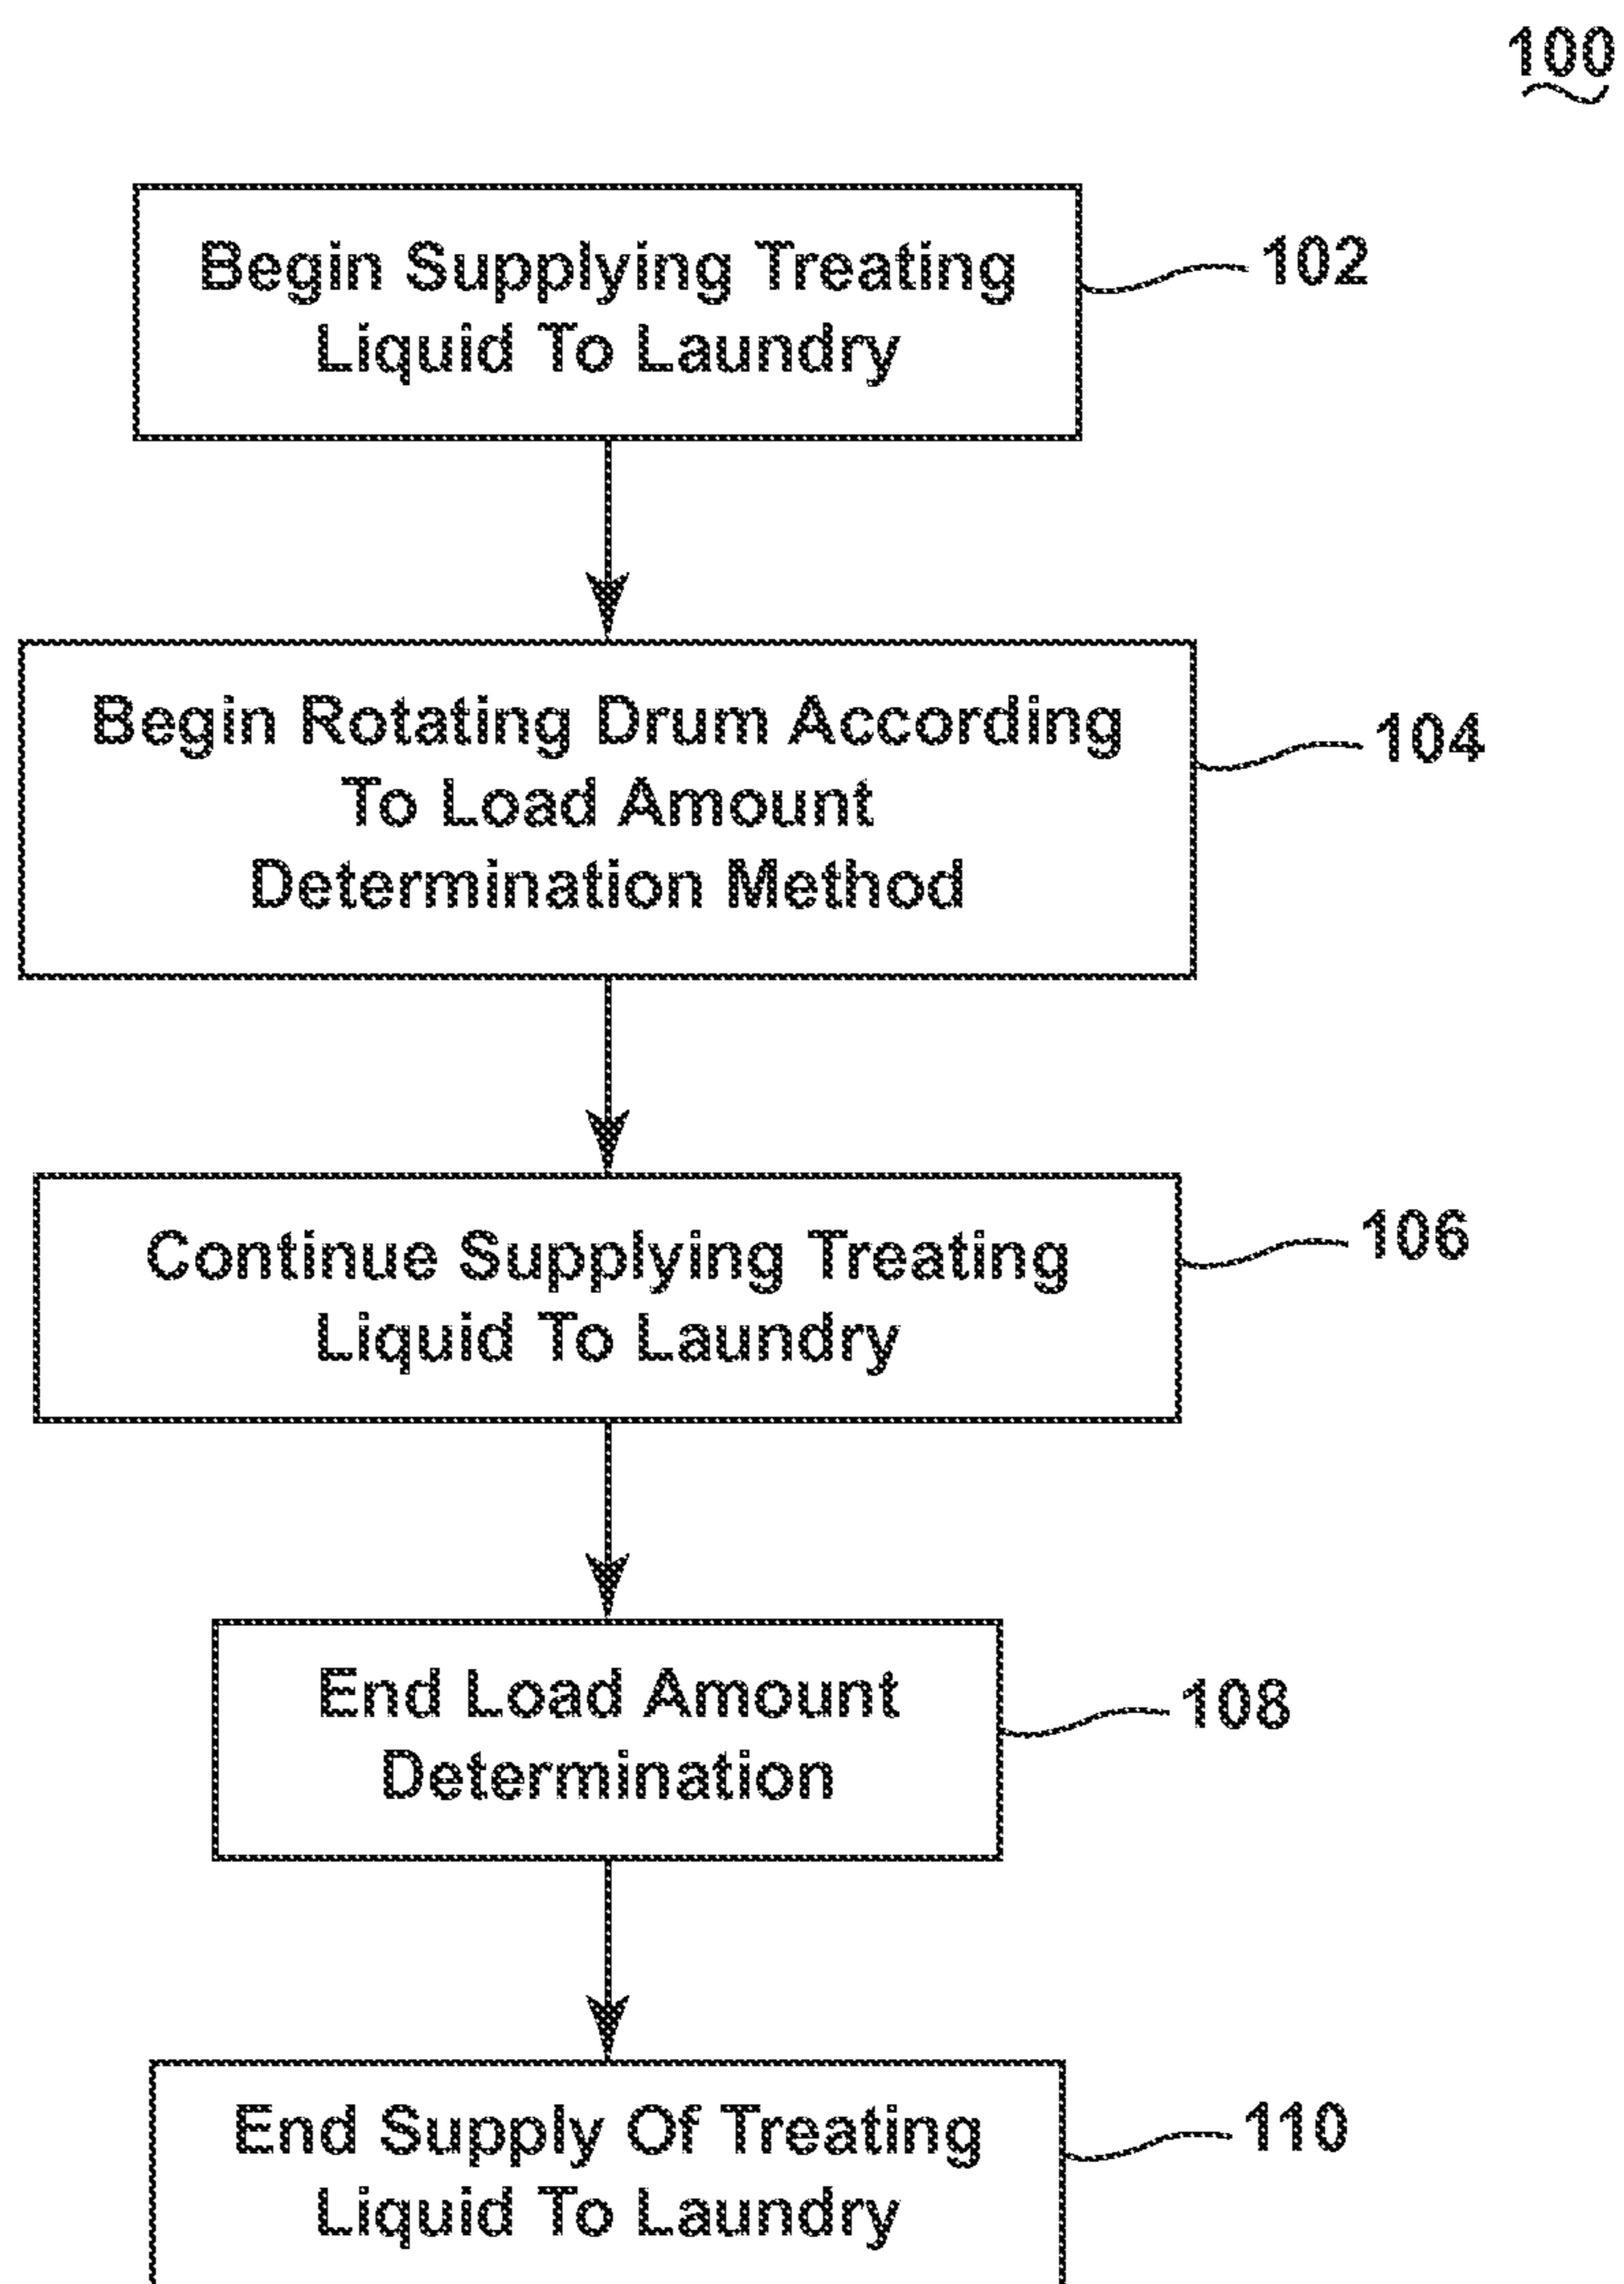 100
Begin Supplying Treating
Liquid To Laundry
102
Begin Rotating Drum According
To Load Amount
Determination Method
104
Continue Supplying Treating
Liquid To Laundry
106
End Load Amount
Determination
108
End Supply Of Treating
Liquid To Laundry
110